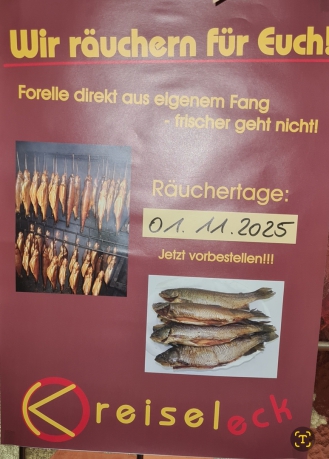 Wir räuchern für Euch!
Forelle direkt aus eigenem Fang
- frischer geht nicht!
Räuchertage:
01. 11. 2025
Jetzt vorbestellen!!!
Kreiseleck